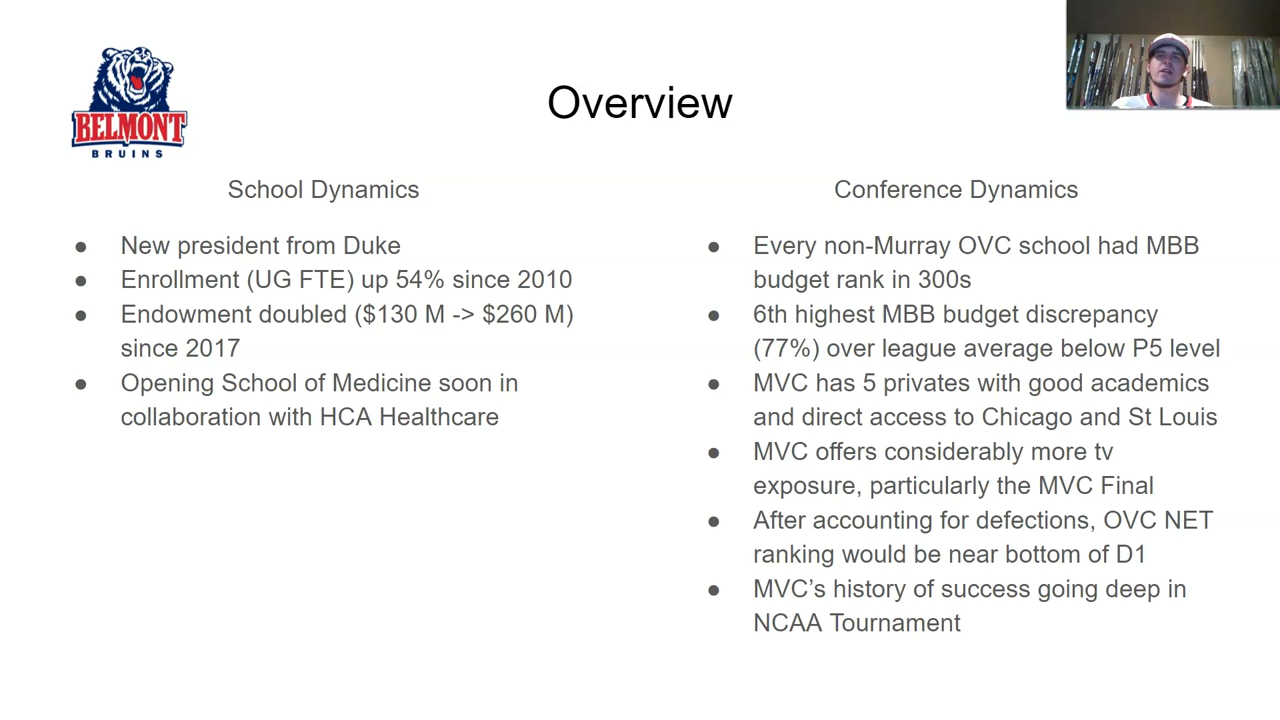 BELMONT
BRUINS
Overview
School Dynamics
● New president from Duke
● Enrollment (UG FTE) up 54% since 2010
● Endowment doubled ($130 M -> $260 M)
since 2017
● Opening School of Medicine soon in
collaboration with HCA Healthcare
Conference Dynamics
● Every non-Murray OVC school had MBB
budget rank in 300s
● 6th highest MBB budget discrepancy
(77%) over league average below P5 level
● MVC has 5 privates with good academics
and direct access to Chicago and St Louis
● MVC offers considerably more tv
exposure, particularly the MVC Final
● After accounting for defections, OVC NET
ranking would be near bottom of D1
● MVC’s history of success going deep in
NCAA Tournament